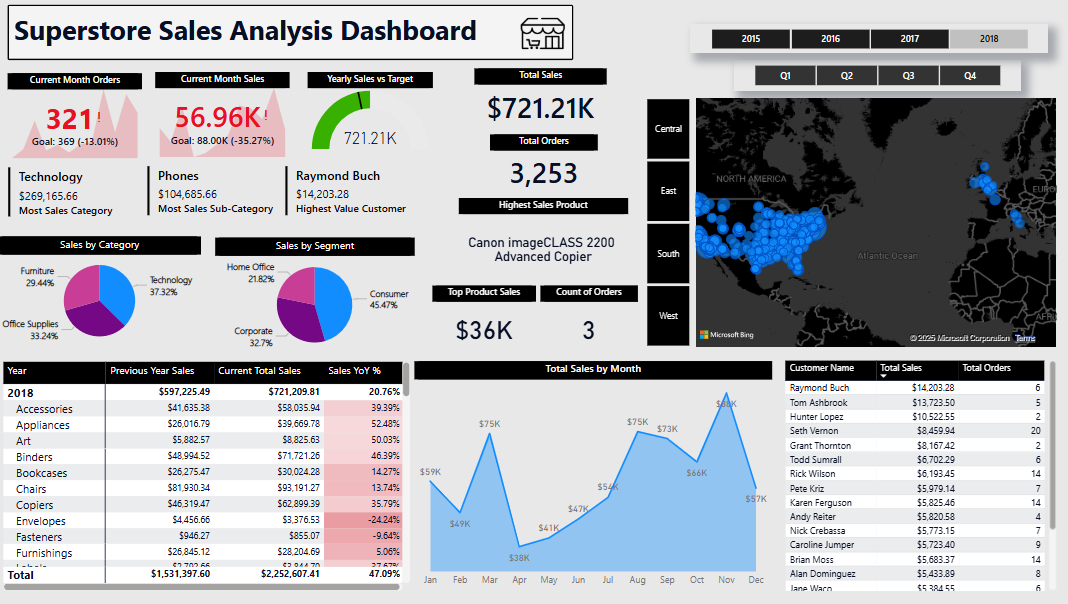 Superstore Sales Analysis Dashboard
2015 2016 2017 2018
Q1 Q2 Q3 Q4
Current Month Orders
321!
Goal: 369 (-13.01%)
Current Month Sales
56.96K!
Goal: 88.00K (-35.27%)
Yearly Sales vs Target
721.21K
Total Sales
$721.21K
Total Orders
3,253
Highest Sales Product
Canon imageCLASS 2200
Advanced Copier
Top Product Sales
$36K
Count of Orders
3
Technology
$269,165.66
Most Sales Category
Phones
$104,685.66
Most Sales Sub-Category
Raymond Buch
$14,203.28
Highest Value Customer
Central
East
South
West
NORTH AMERICA
Atlantic Ocean
Microsoft Bing
© 2025 Microsoft Corporation Terms
Sales by Category
Furniture
29.44%
Technology
37.32%
Office Supplies
33.24%
Sales by Segment
Home Office
21.82%
Consumer
45.47%
Corporate
32.7%
Year Previous Year Sales Current Total Sales Sales YoY %
2018 $597,225.49 $721,209.81 20.76%
Accessories $41,635.38 $58,035.94 39.39%
Appliances $26,016.79 $39,669.78 52.48%
Art $5,882.57 $8,825.63 50.03%
Binders $48,994.52 $71,721.26 46.39%
Bookcases $26,275.47 $30,024.28 14.27%
Chairs $81,930.34 $93,191.27 13.74%
Copiers $46,319.47 $62,899.39 35.79%
Envelopes $4,456.66 $3,376.53 -24.24%
Fasteners $946.27 $855.07 -9.64%
Furnishings $26,845.12 $28,204.69 5.06%
Total $1,531,397.60 $2,252,607.41 47.09%
Total Sales by Month
$59K
$49K
$75K
$38K
$41K
$47K
$54K
$75K
$73K
$66K
$88K
$57K
Jan Feb Mar Apr May Jun Jul Aug Sep Oct Nov Dec
Customer Name Total Sales Total Orders
Raymond Buch $14,203.28 6
Tom Ashbrook $13,723.50 5
Hunter Lopez $10,522.55 2
Seth Vernon $8,459.94 20
Grant Thornton $8,167.42 2
Todd Sumrall $6,702.29 6
Rick Wilson $6,193.45 14
Pete Kriz $5,979.14 7
Karen Ferguson $5,825.46 14
Andy Reiter $5,820.58 4
Nick Crebassa $5,773.15 7
Caroline Jumper $5,723.40 9
Brian Moss $5,683.37 14
Alan Dominguez $5,433.89 8
Jane Waco $5,384.55 6